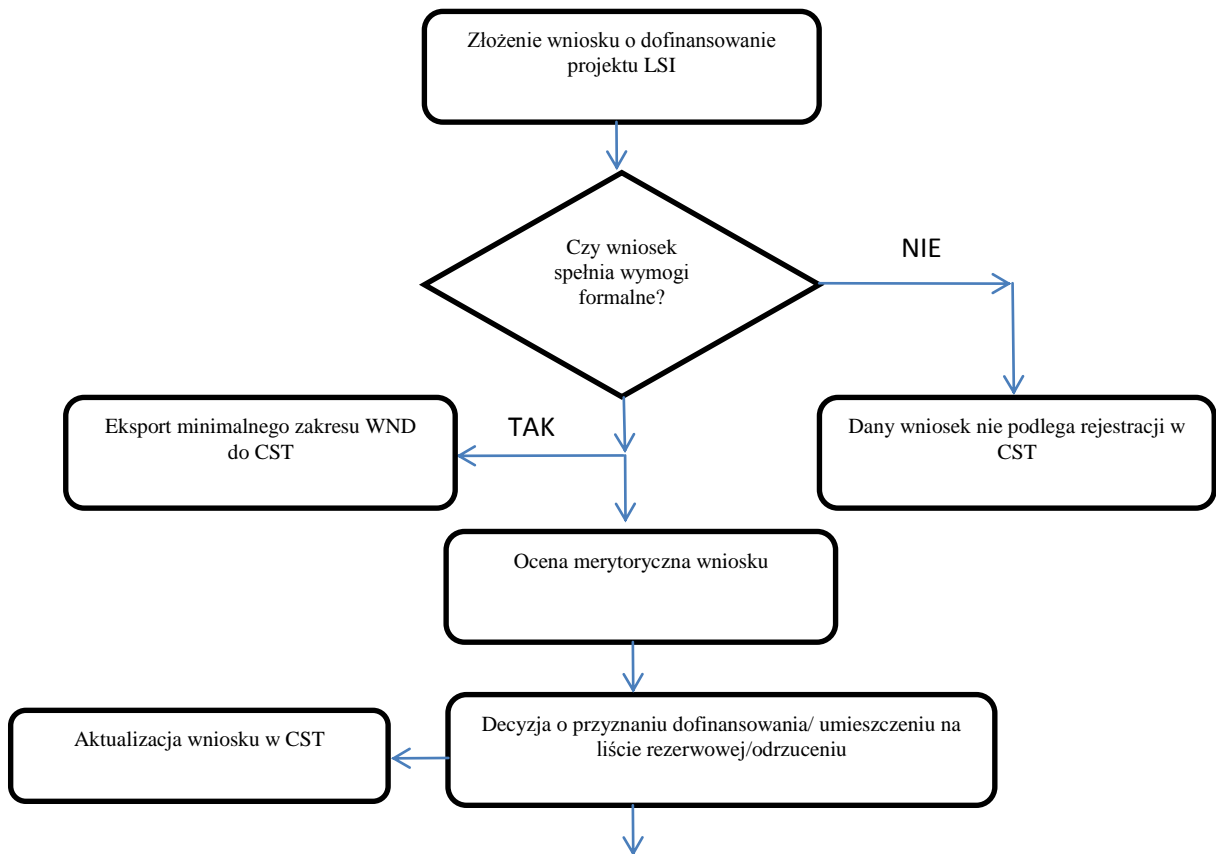 Złożenie wniosku o dofinansowanie
projektu LSI
Czy wniosek
spełnia wymogi
formalne?
NIE
TAK
Eksport minimalnego zakresu WND
do CST
Dany wniosek nie podlega rejestracji w
CST
Ocena merytoryczna wniosku
Decyzja o przyznaniu dofinansowania/ umieszczeniu na
liście rezerwowej/odrzuceniu
Aktualizacja wniosku w CST